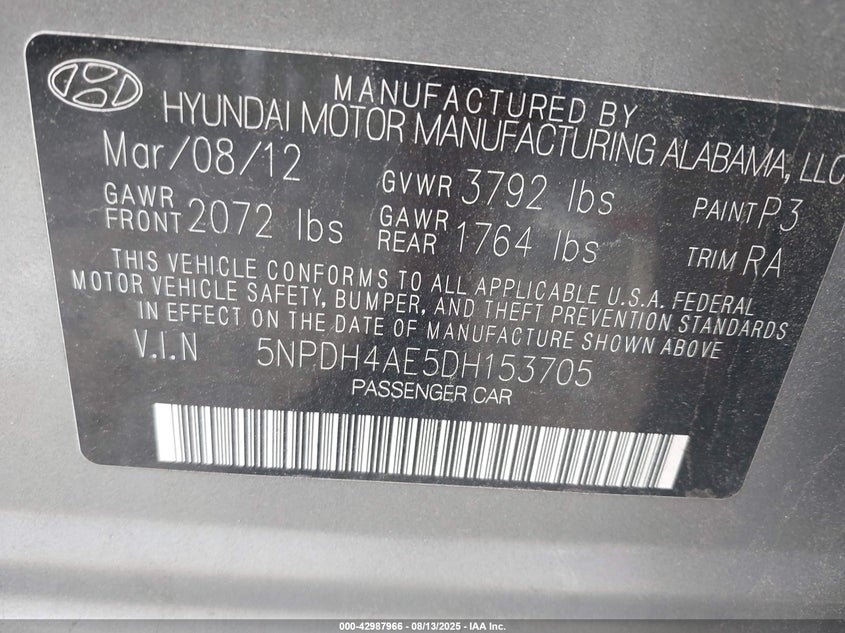 MANUFACTURED BY
HYUNDAI MOTOR MANUFACTURING ALABAMA, LLC
Mar/08/12 GVWR 3792 lbs PAINT P3
GAWR FRONT 2072 lbs GAWR REAR 1764 lbs TRIM RA
THIS VEHICLE CONFORMS TO ALL APPLICABLE U.S.A. FEDERAL
MOTOR VEHICLE SAFETY, BUMPER, AND THEFT PREVENTION STANDARDS
IN EFFECT ON THE DATE OF MANUFACTURE SHOWN ABOVE
V.I.N 5NPDH4AE5DH153705
PASSENGER CAR
000-42987966 - 08/13/2025 - IAA Inc.